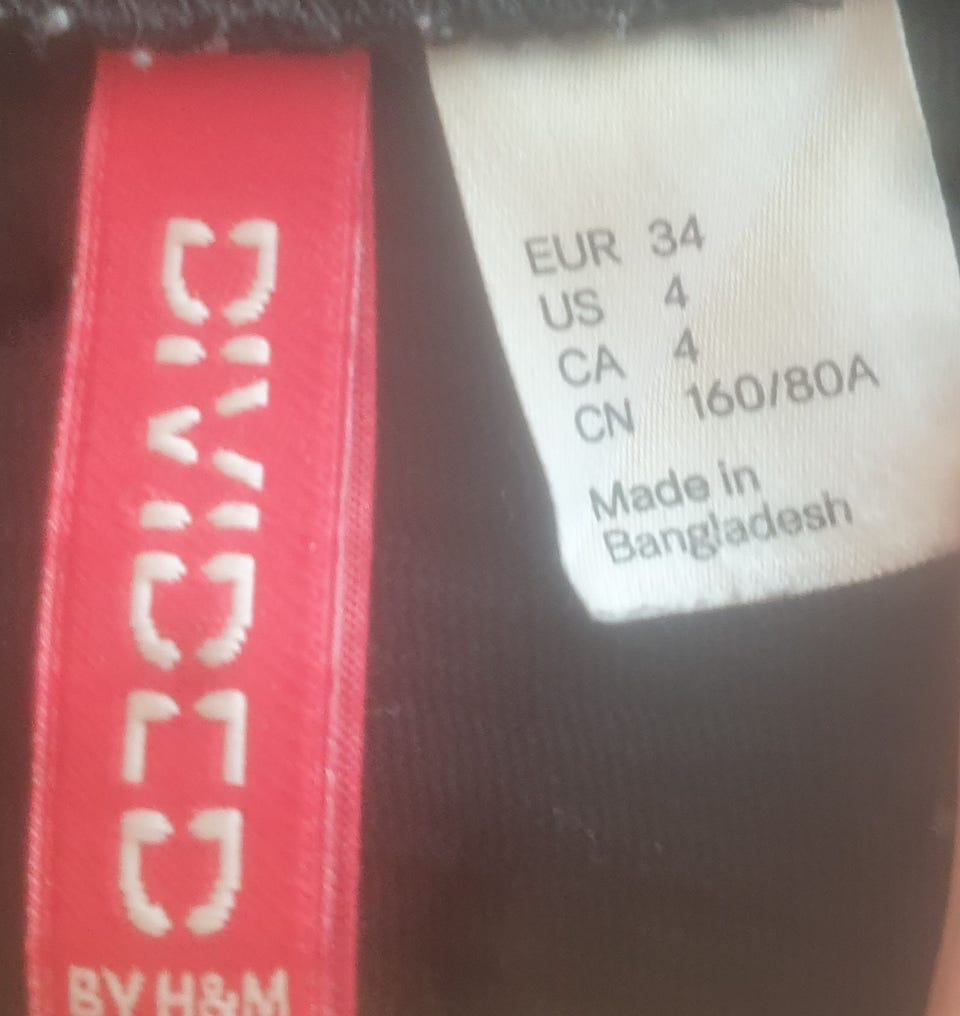 DIVIDED
BY H&M
EUR 34
US 4
CA 4
CN 160/80A
Made in
Bangladesh